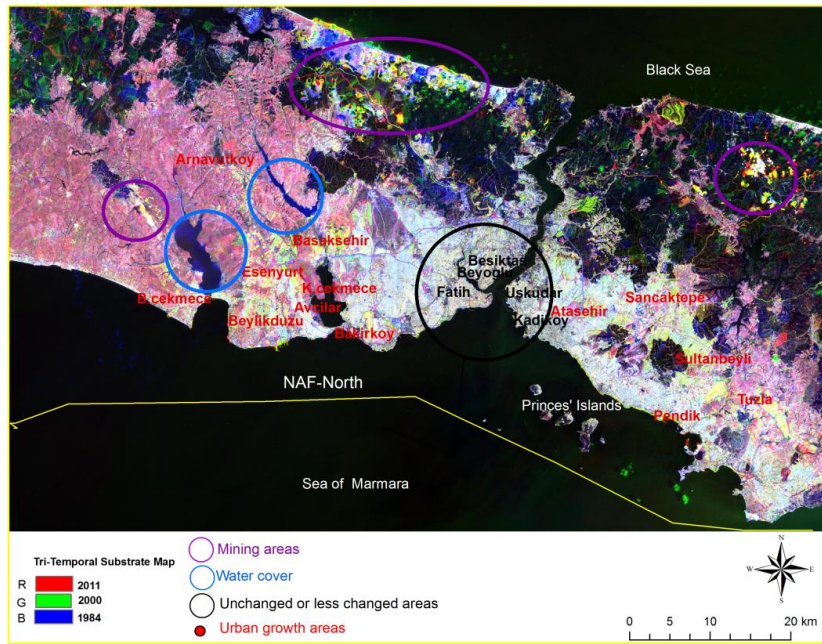 Black Sea
Arnavutkoy
Basaksehir
Besiktas
Beyoglu
Esenyurt
K.cekmece
Fatih
Uskudar
Sancaktepe
B.cekmece
Avcilar
Atasehir
Beylikduzu
Kadikoy
Bakirkoy
Sultanbeyli
NAF-North
Princes' Islands
Tuzla
Pendik
Sea of Marmara
Tri-Temporal Substrate Map
R 2011
G 2000
B 1984
Mining areas
Water cover
Unchanged or less changed areas
Urban growth areas
N
W E
S
0 5 10 20 km